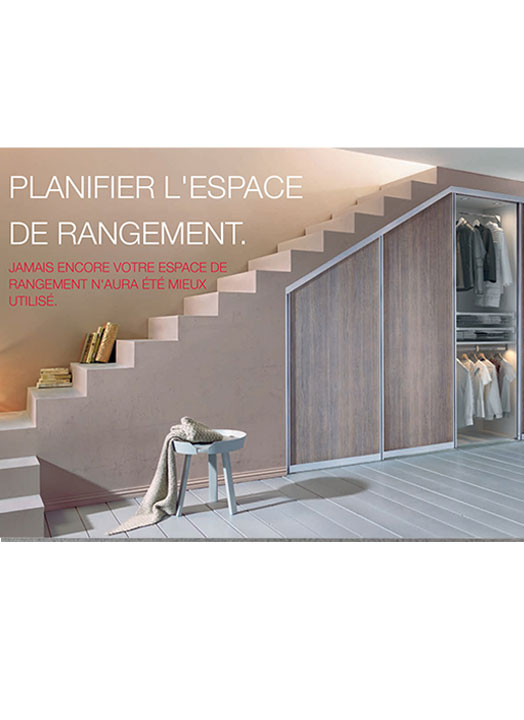 PLANIFIER L'ESPACE
DE RANGEMENT.
JAMAIS ENCORE VOTRE ESPACE DE
RANGEMENT N'AURA ÉTÉ MIEUX
UTILISÉ.